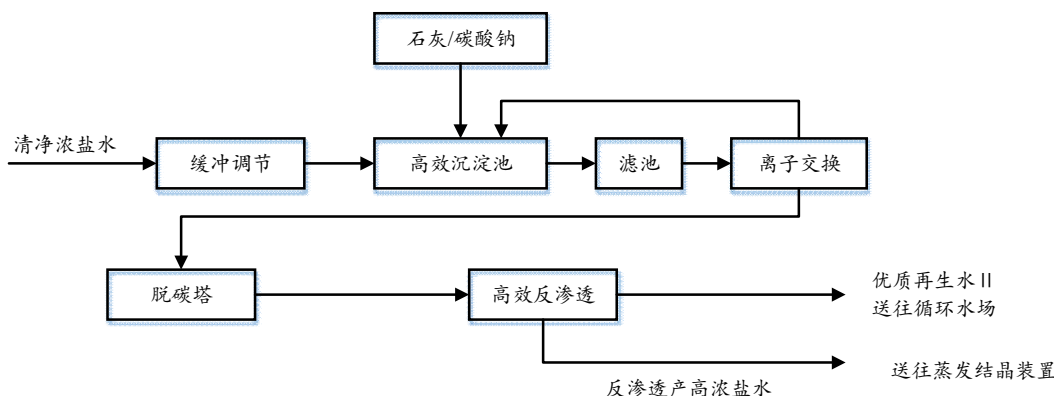 石灰/碳酸钠
清净浓盐水
缓冲调节
高效沉淀池
滤池
离子交换
脱碳塔
高效反渗透
优质再生水Ⅱ
送往循环水场
反渗透产高浓盐水
送往蒸发结晶装置